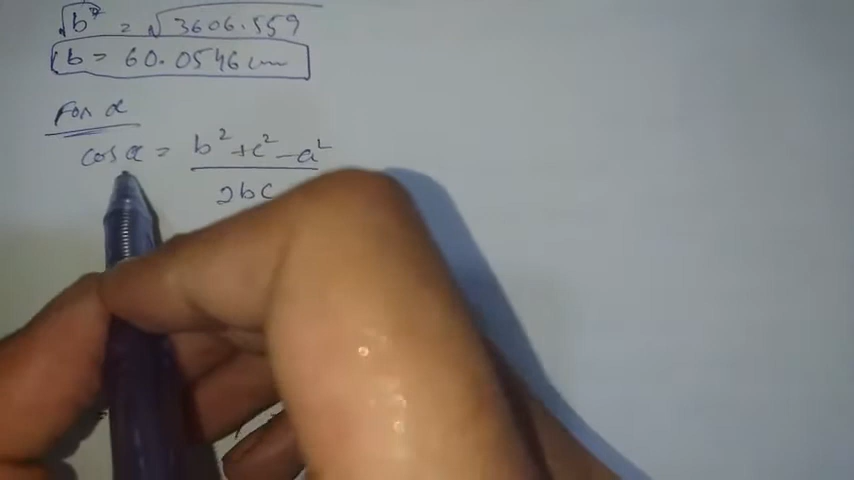 √b² = √3606.559
b = 60.0546 cm
For α
cos α = b² + c² - a² / 2bc